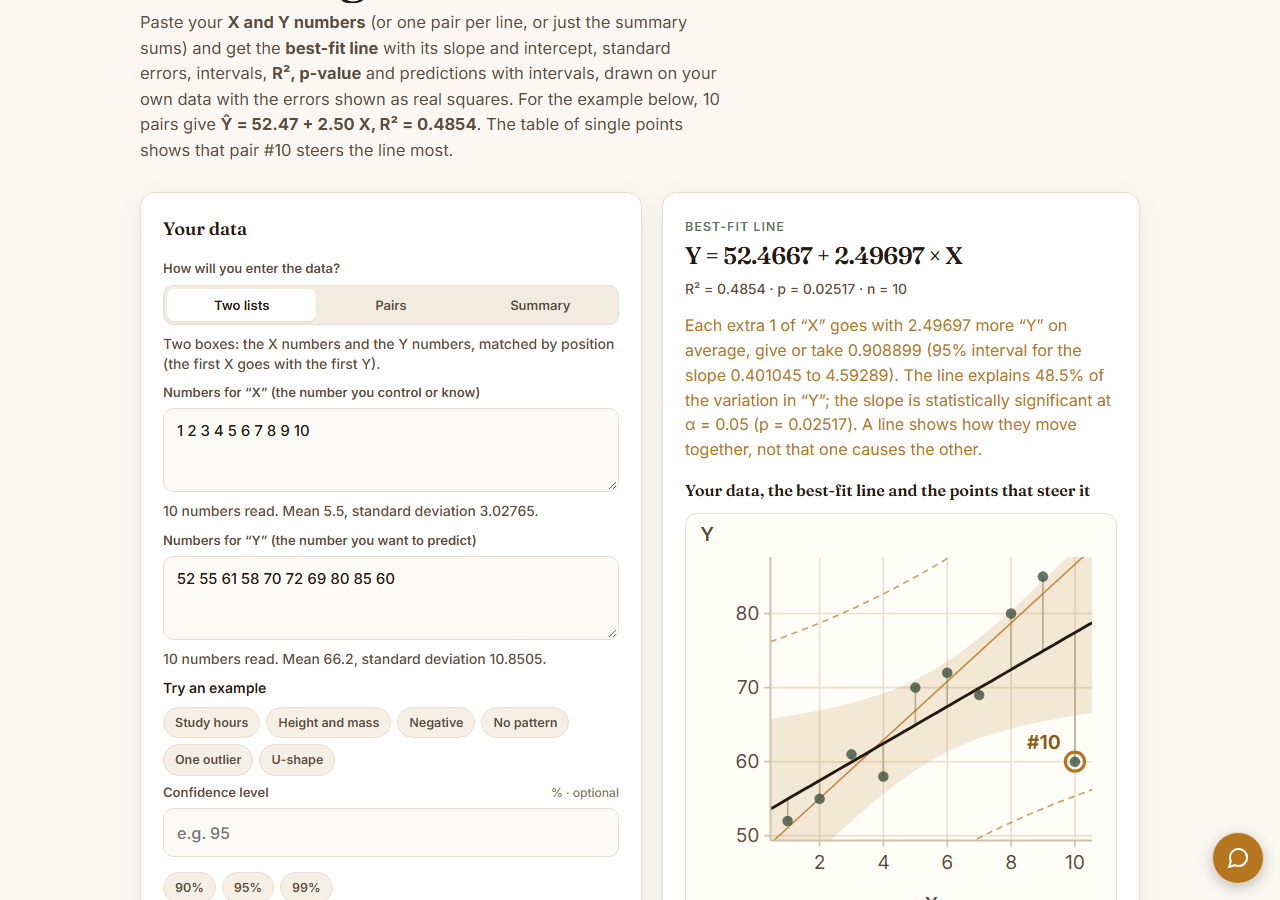 Paste your X and Y numbers (or one pair per line, or just the summary
sums) and get the best-fit line with its slope and intercept, standard
errors, intervals, R², p-value and predictions with intervals, drawn on your
own data with the errors shown as real squares. For the example below, 10
pairs give Ŷ = 52.47 + 2.50 X, R² = 0.4854. The table of single points
shows that pair #10 steers the line most.
Your data
How will you enter the data?
Two lists
Pairs
Summary
Two boxes: the X numbers and the Y numbers, matched by position
(the first X goes with the first Y).
Numbers for “X” (the number you control or know)
1 2 3 4 5 6 7 8 9 10
10 numbers read. Mean 5.5, standard deviation 3.02765.
Numbers for “Y” (the number you want to predict)
52 55 61 58 70 72 69 80 85 60
10 numbers read. Mean 66.2, standard deviation 10.8505.
Try an example
Study hours
Height and mass
Negative
No pattern
One outlier
U-shape
Confidence level
% · optional
e.g. 95
90%
95%
99%
BEST-FIT LINE
Y = 52.4667 + 2.49697 × X
R² = 0.4854 · p = 0.02517 · n = 10
Each extra 1 of “X” goes with 2.49697 more “Y” on
average, give or take 0.908899 (95% interval for the
slope 0.401045 to 4.59289). The line explains 48.5% of
the variation in “Y”; the slope is statistically significant at
α = 0.05 (p = 0.02517). A line shows how they move
together, not that one causes the other.
Your data, the best-fit line and the points that steer it
Y
80
70
60
50
#10
2
4
6
8
10